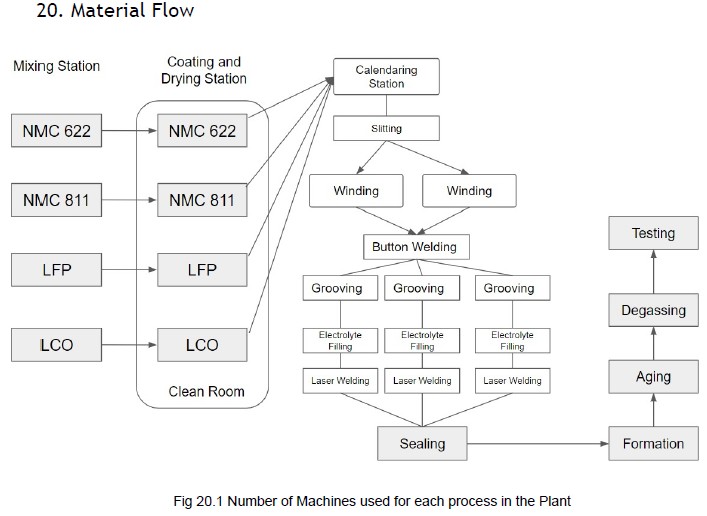 20. Material Flow
Mixing Station
Coating and
Drying Station
Calendaring
Station
NMC 622
NMC 622
Slitting
NMC 811
NMC 811
Winding
Winding
Button Welding
Testing
LFP
LFP
Grooving
Grooving
Grooving
Degassing
LCO
LCO
Electrolyte
Filling
Electrolyte
Filling
Electrolyte
Filling
Laser Welding
Laser Welding
Laser Welding
Aging
Clean Room
Sealing
Formation
Fig 20.1 Number of Machines used for each process in the Plant